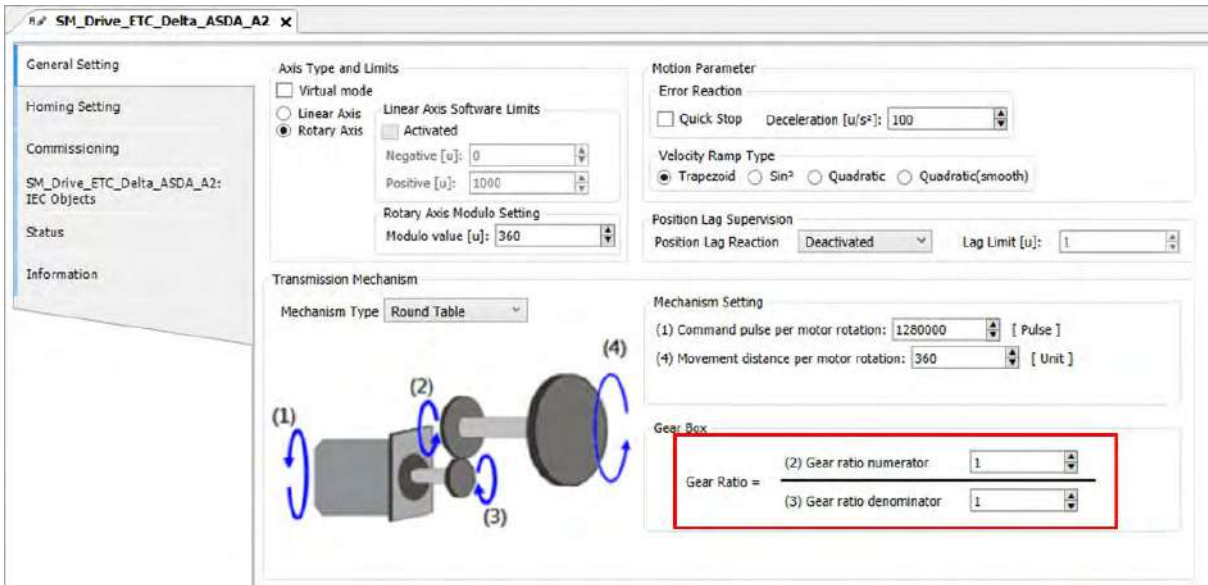 SM_Drive_ETC_Delta_ASDA_A2 X
General Setting
Homing Setting
Commissioning
SM_Drive_ETC_Delta_ASDA_A2:
IEC Objects
Status
Information
Axis Type and Limits
Virtual mode
Linear Axis
Rotary Axis
Linear Axis Software Limits
Activated
Negative [u]: 0
Positive [u]: 1000
Rotary Axis Modulo Setting
Modulo value [u]: 360
Motion Parameter
Error Reaction
Quick Stop Deceleration [u/s²]: 100
Velocity Ramp Type
Trapezoid Sin² Quadratic Quadratic(smooth)
Position Lag Supervision
Position Lag Reaction Deactivated Lag Limit [u]: 1
Transmission Mechanism
Mechanism Type Round Table
(1)
(2)
(3)
(4)
Mechanism Setting
(1) Command pulse per motor rotation: 1280000 [ Pulse ]
(4) Movement distance per motor rotation: 360 [ Unit ]
Gear Box
Gear Ratio =
(2) Gear ratio numerator 1
(3) Gear ratio denominator 1